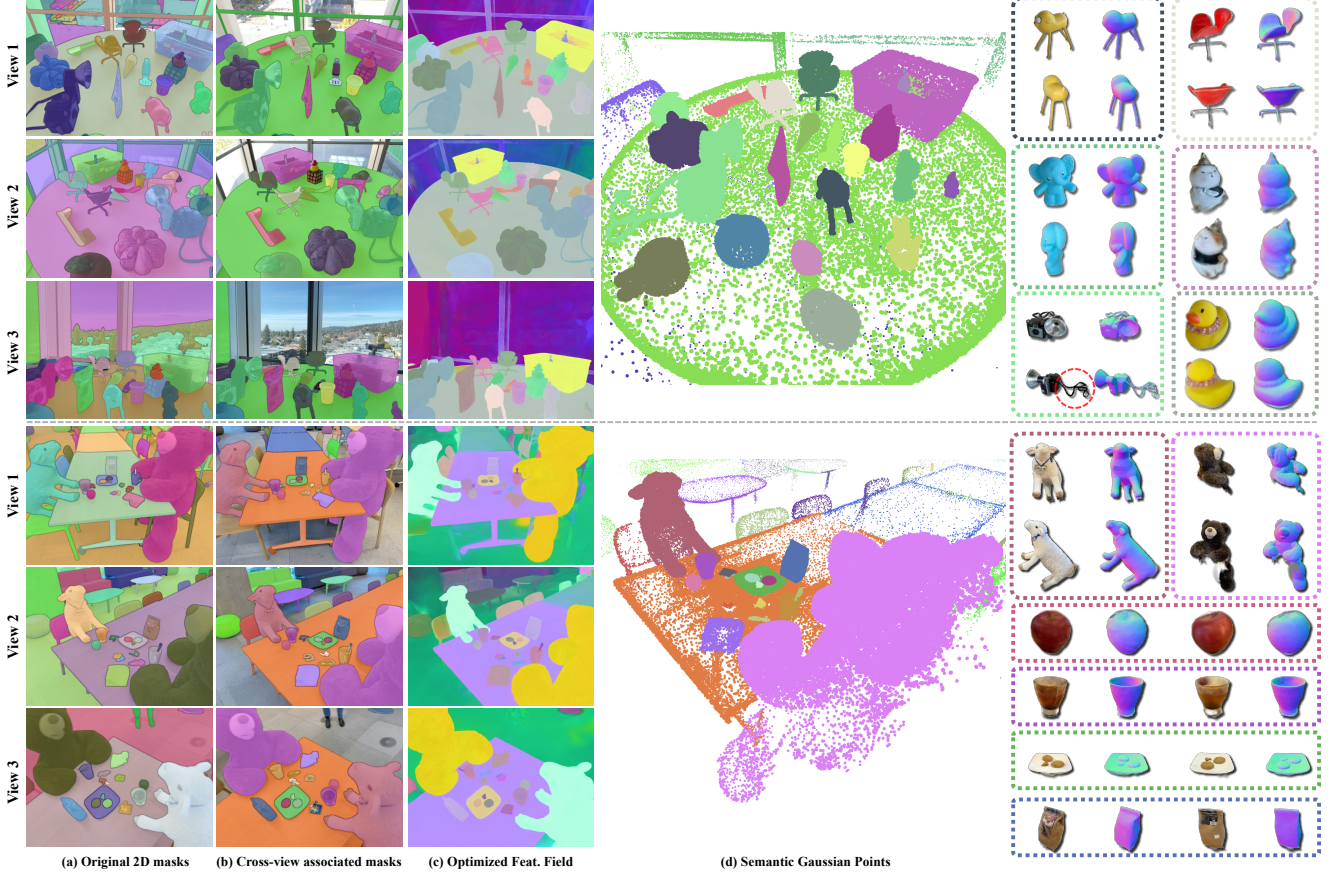 View 1
View 2
View 3
View 1
View 2
View 3
(a) Original 2D masks
(b) Cross-view associated masks
(c) Optimized Feat. Field
(d) Semantic Gaussian Points